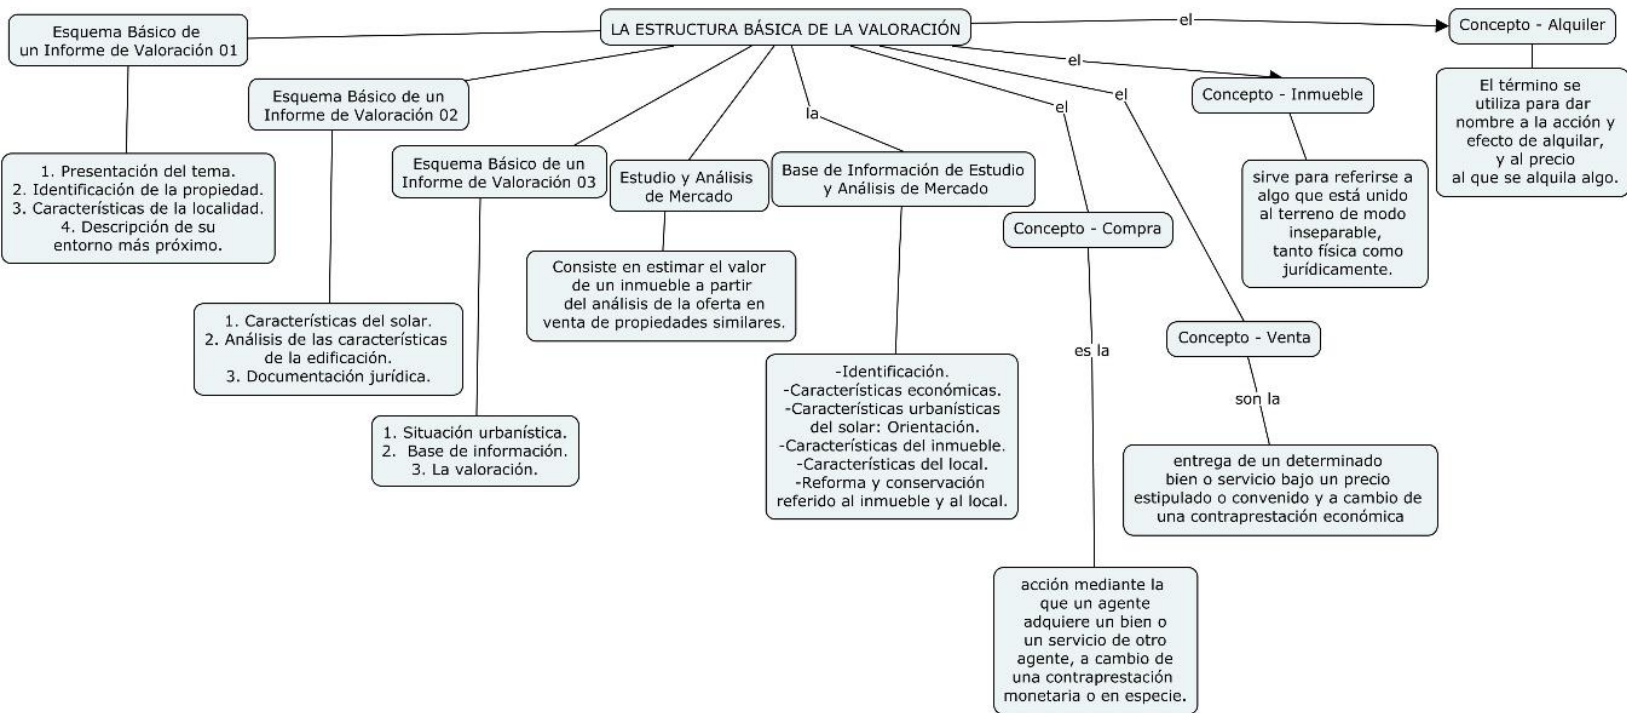 LA ESTRUCTURA BÁSICA DE LA VALORACIÓN
Esquema Básico de
un Informe de Valoración 01
1. Presentación del tema.
2. Identificación de la propiedad.
3. Características de la localidad.
4. Descripción de su
entorno más próximo.
Esquema Básico de un
Informe de Valoración 02
1. Características del solar.
2. Análisis de las características
de la edificación.
3. Documentación jurídica.
Esquema Básico de un
Informe de Valoración 03
1. Situación urbanística.
2. Base de información.
3. La valoración.
Estudio y Análisis
de Mercado
Consiste en estimar el valor
de un inmueble a partir
del análisis de la oferta en
venta de propiedades similares.
la
Base de Información de Estudio
y Análisis de Mercado
-Identificación.
-Características económicas.
-Características urbanísticas
del solar: Orientación.
-Características del inmueble.
-Características del local.
-Reforma y conservación
referido al inmueble y al local.
el
Concepto - Compra
es la
acción mediante la
que un agente
adquiere un bien o
un servicio de otro
agente, a cambio de
una contraprestación
monetaria o en especie.
el
Concepto - Venta
son la
entrega de un determinado
bien o servicio bajo un precio
estipulado o convenido y a cambio de
una contraprestación económica
el
Concepto - Inmueble
sirve para referirse a
algo que está unido
al terreno de modo
inseparable,
tanto física como
jurídicamente.
el
Concepto - Alquiler
El término se
utiliza para dar
nombre a la acción y
efecto de alquilar,
y al precio
al que se alquila algo.